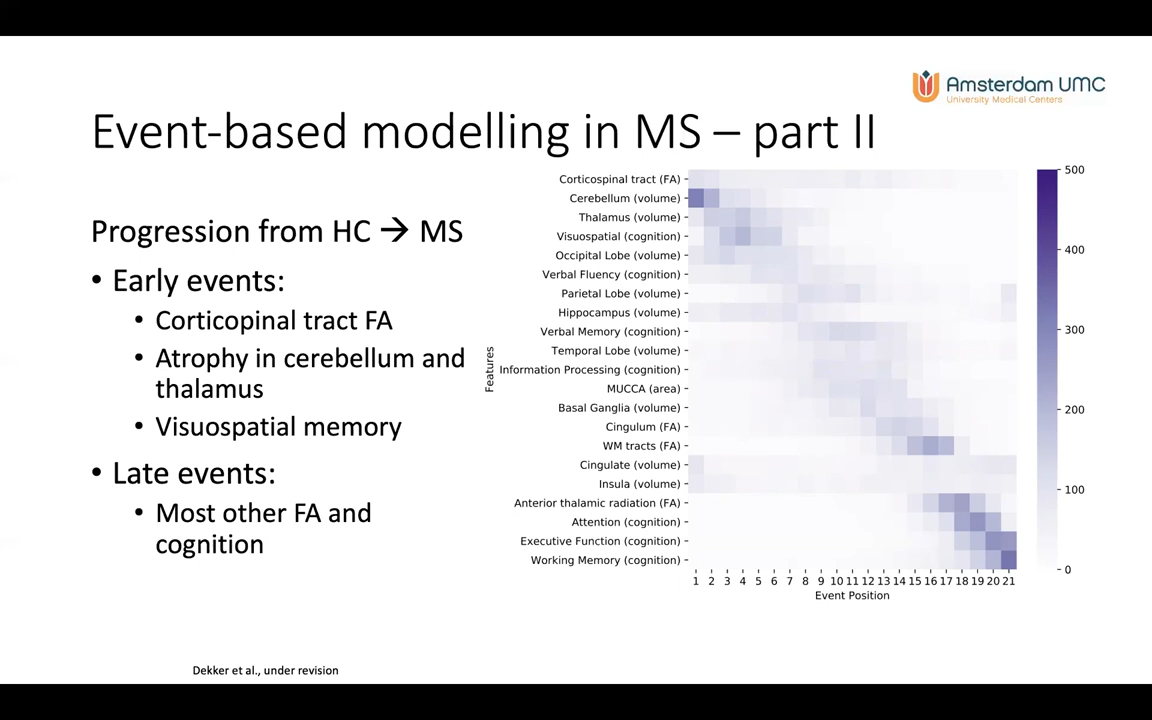 Amsterdam UMC
University Medical Centers
Event-based modelling in MS – part II
Progression from HC → MS
• Early events:
• Corticopinal tract FA
• Atrophy in cerebellum and
thalamus
• Visuospatial memory
• Late events:
• Most other FA and
cognition
Features
Corticospinal tract (FA)
Cerebellum (volume)
Thalamus (volume)
Visuospatial (cognition)
Occipital Lobe (volume)
Verbal Fluency (cognition)
Parietal Lobe (volume)
Hippocampus (volume)
Verbal Memory (cognition)
Temporal Lobe (volume)
Information Processing (cognition)
MUCCA (area)
Basal Ganglia (volume)
Cingulum (FA)
WM tracts (FA)
Cingulate (volume)
Insula (volume)
Anterior thalamic radiation (FA)
Attention (cognition)
Executive Function (cognition)
Working Memory (cognition)
1 2 3 4 5 6 7 8 9 10 11 12 13 14 15 16 17 18 19 20 21
Event Position
500
400
300
200
100
0
Dekker et al., under revision